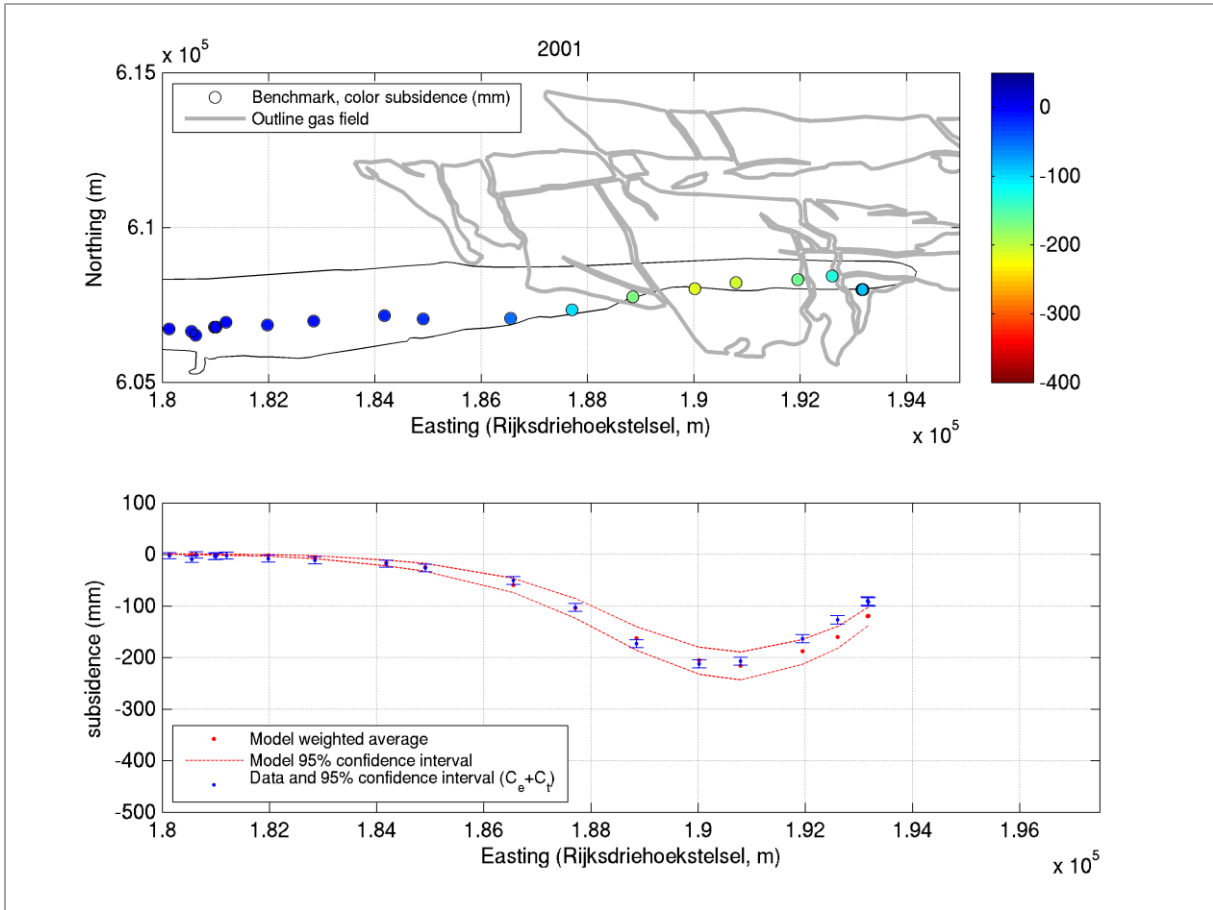 x 10^5
2001
6.15
6.1
6.05
Northing (m)
Benchmark, color subsidence (mm)
Outline gas field
1.8 1.82 1.84 1.86 1.88 1.9 1.92 1.94
Easting (Rijksdriehoekstelsel, m)
x 10^5
0
-100
-200
-300
-400
100
0
-100
-200
-300
-400
-500
subsidence (mm)
Model weighted average
Model 95% confidence interval
Data and 95% confidence interval (C_e+C_t)
1.8 1.82 1.84 1.86 1.88 1.9 1.92 1.94 1.96
Easting (Rijksdriehoekstelsel, m)
x 10^5